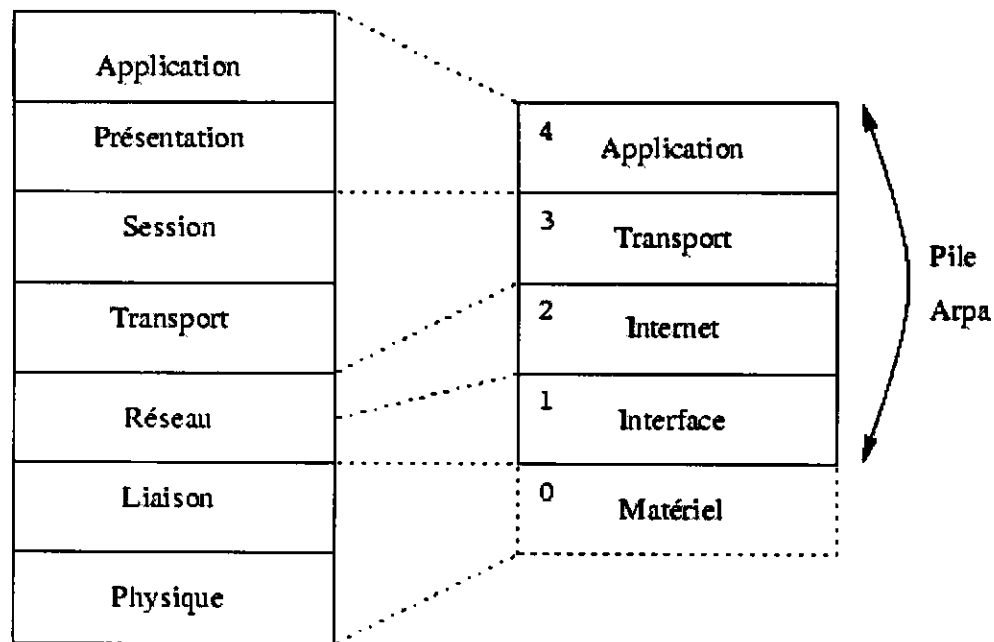 Application
Présentation
Session
Transport
Réseau
Liaison
Physique
4
Application
3
Transport
2
Internet
1
Interface
0
Matériel
Pile
Arpa